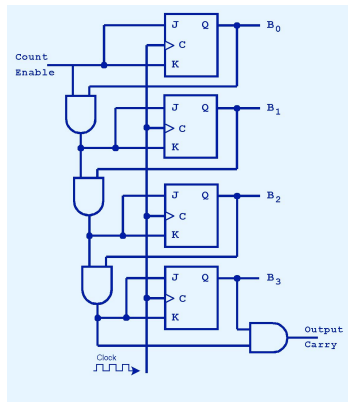 J Q B0
C
Count
Enable
K
J Q B1
C
K
J Q B2
C
K
J Q B3
C
K
Output
Carry
Clock